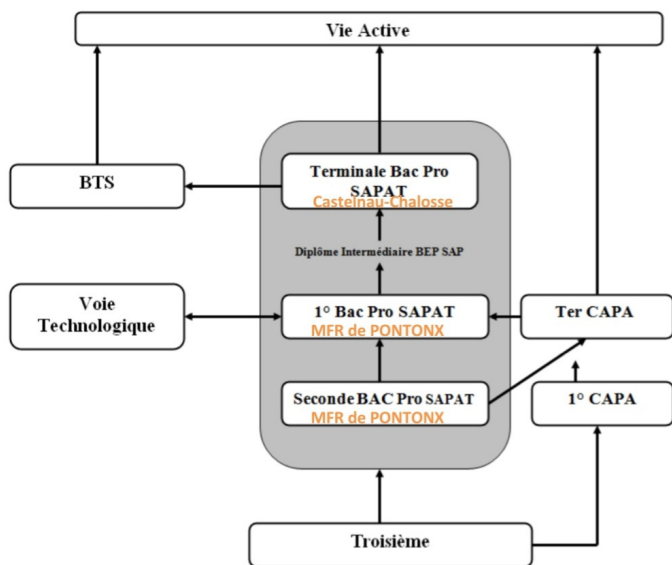 Vie Active
BTS
Terminale Bac Pro
SAPAT
Castelnau-Chalosse
Diplôme Intermédiaire BEP SAP
Voie
Technologique
1° Bac Pro SAPAT
MFR de PONTONX
Ter CAPA
Seconde BAC Pro SAPAT
MFR de PONTONX
1° CAPA
Troisième